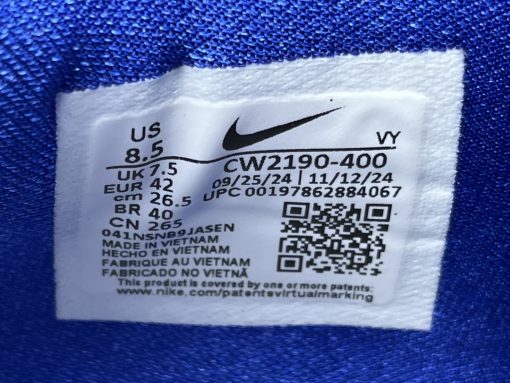 US
8.5
VY
UK 7.5
CW2190-400
EUR 42
09/25/24 | 11/12/24
cm 26.5
UPC 00197862884067
BR 40
CN 265
041NSNB9JASEN
MADE IN VIETNAM
HECHO EN VIETNAM
FABRIQUE AU VIETNAM
FABRICADO NO VIETNÃ
This product is covered by one or more patents:
www.nike.com/patentsvirtualmarking